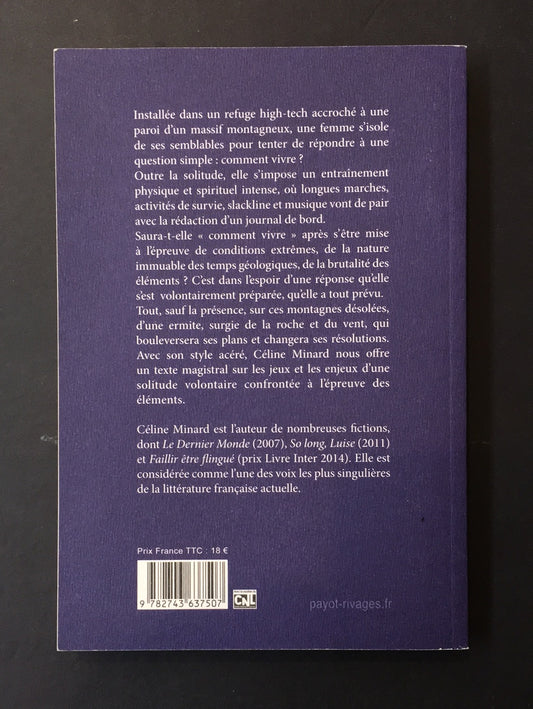 Installée dans un refuge high-tech accroché à une
paroi d'un massif montagneux, une femme s'isole
de ses semblables pour tenter de répondre à une
question simple : comment vivre ?
Outre la solitude, elle s'impose un entraînement
physique et spirituel intense, où longues marches,
activités de survie, slackline et musique vont de pair
avec la rédaction d'un journal de bord.
Saura-t-elle « comment vivre » après s'être mise
à l'épreuve de conditions extrêmes, de la nature
immuable des temps géologiques, de la brutalité des
éléments ? C'est dans l'espoir d'une réponse qu'elle
s'est volontairement préparée, qu'elle a tout prévu.
Tout, sauf la présence, sur ces montagnes désolées,
d'une ermite, surgie de la roche et du vent, qui
bouleversera ses plans et changera ses résolutions.
Avec son style acéré, Céline Minard nous offre
un texte magistral sur les jeux et les enjeux d'une
solitude volontaire confrontée à l'épreuve des
éléments.
Céline Minard est l'auteur de nombreuses fictions,
dont Le Dernier Monde (2007), So long, Luise (2011)
et Faillir être flingué (prix Livre Inter 2014). Elle est
considérée comme l'une des voix les plus singulières
de la littérature française actuelle.
Prix France TTC : 18 €
9 782743 637507
CNL
payot-rivages.fr